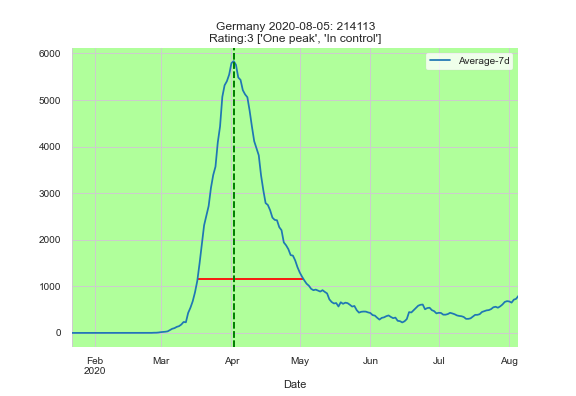 Germany 2020-08-05: 214113
Rating:3 ['One peak', 'In control']
Average-7d
6000
5000
4000
3000
2000
1000
0
Feb
2020
Mar
Apr
May
Jun
Jul
Aug
Date